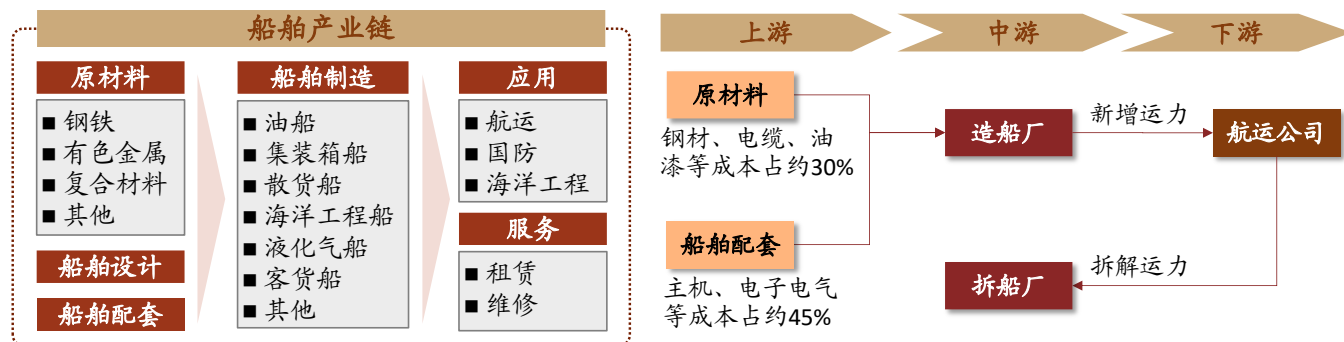 船舶产业链
原材料
■ 钢铁
■ 有色金属
■ 复合材料
■ 其他
船舶设计
船舶配套
船舶制造
■ 油船
■ 集装箱船
■ 散货船
■ 海洋工程船
■ 液化气船
■ 客货船
■ 其他
应用
■ 航运
■ 国防
■ 海洋工程
服务
■ 租赁
■ 维修
上游
中游
下游
原材料
钢材、电缆、油
漆等成本占约30%
船舶配套
主机、电子电气
等成本占约45%
造船厂
新增运力
航运公司
拆船厂
拆解运力